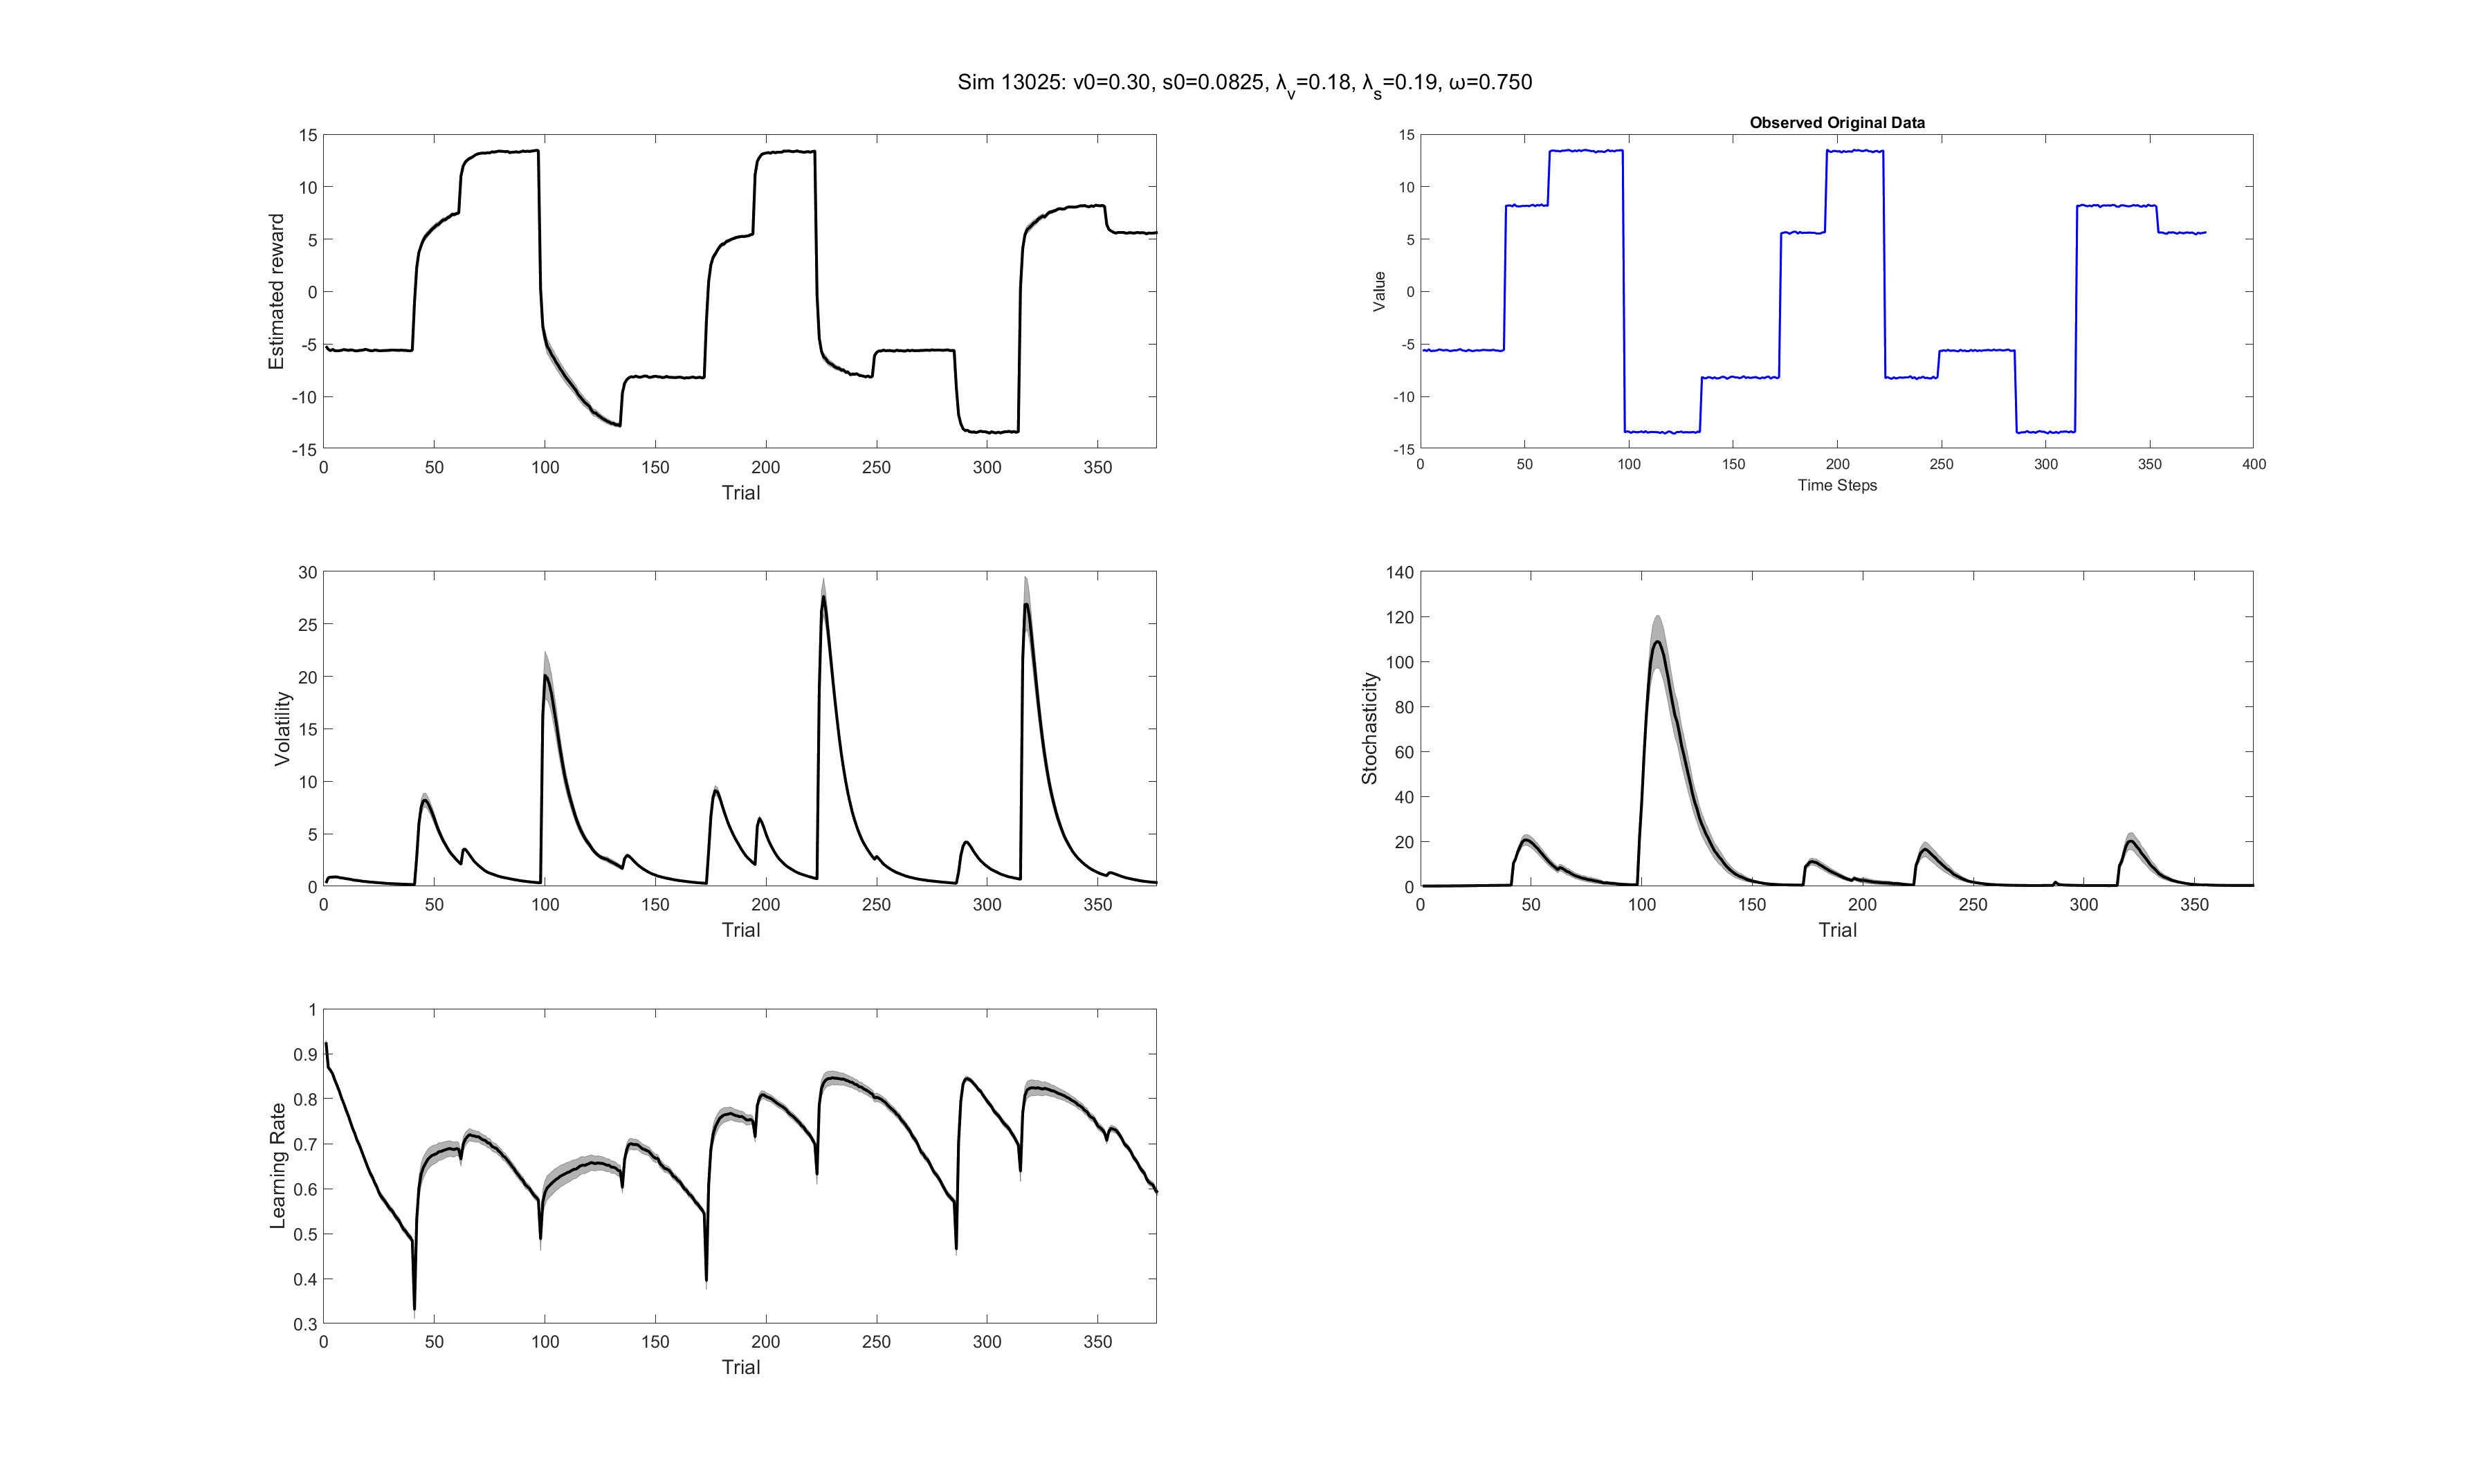 Sim 13025: v0=0.30, s0=0.0825, λv=0.18, λs=0.19, ω=0.750
15
10
5
0
-5
-10
-15
0 50 100 150 200 250 300 350
Estimated reward
Trial
Observed Original Data
15
10
5
0
-5
-10
-15
0 50 100 150 200 250 300 350 400
Value
Time Steps
30
25
20
15
10
5
0
0 50 100 150 200 250 300 350
Volatility
Trial
140
120
100
80
60
40
20
0
0 50 100 150 200 250 300 350
Stochasticity
Trial
1
0.9
0.8
0.7
0.6
0.5
0.4
0.3
0 50 100 150 200 250 300 350
Learning Rate
Trial